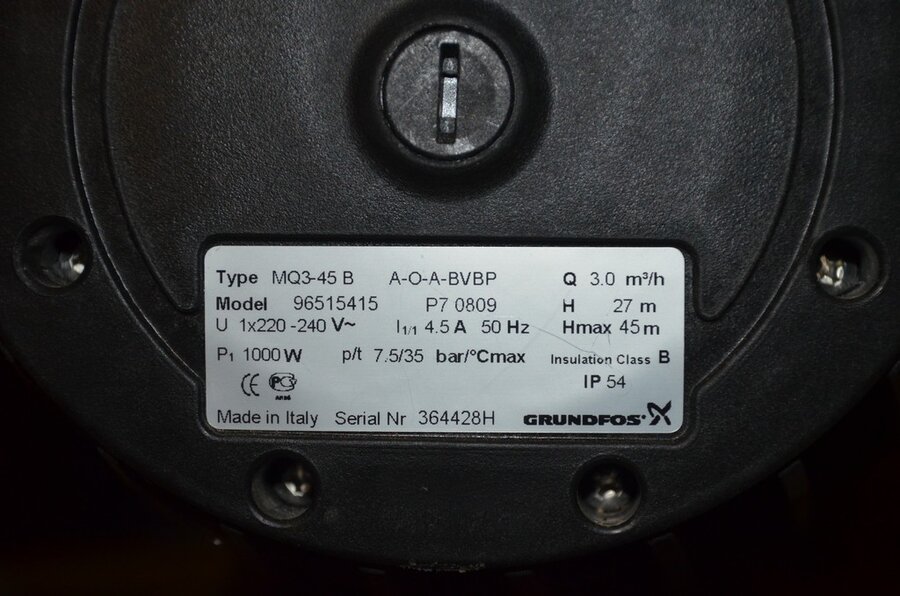 Type MQ3-45 B A-O-A-BVBP Q 3.0 m³/h
Model 96515415 P7 0809 H 27 m
U 1x220 -240 V~ I1/1 4.5 A 50 Hz Hmax 45 m
P1 1000 W p/t 7.5/35 bar/°Cmax Insulation Class B
IP 54
CE РС
Made in Italy Serial Nr 364428H GRUNDFOS